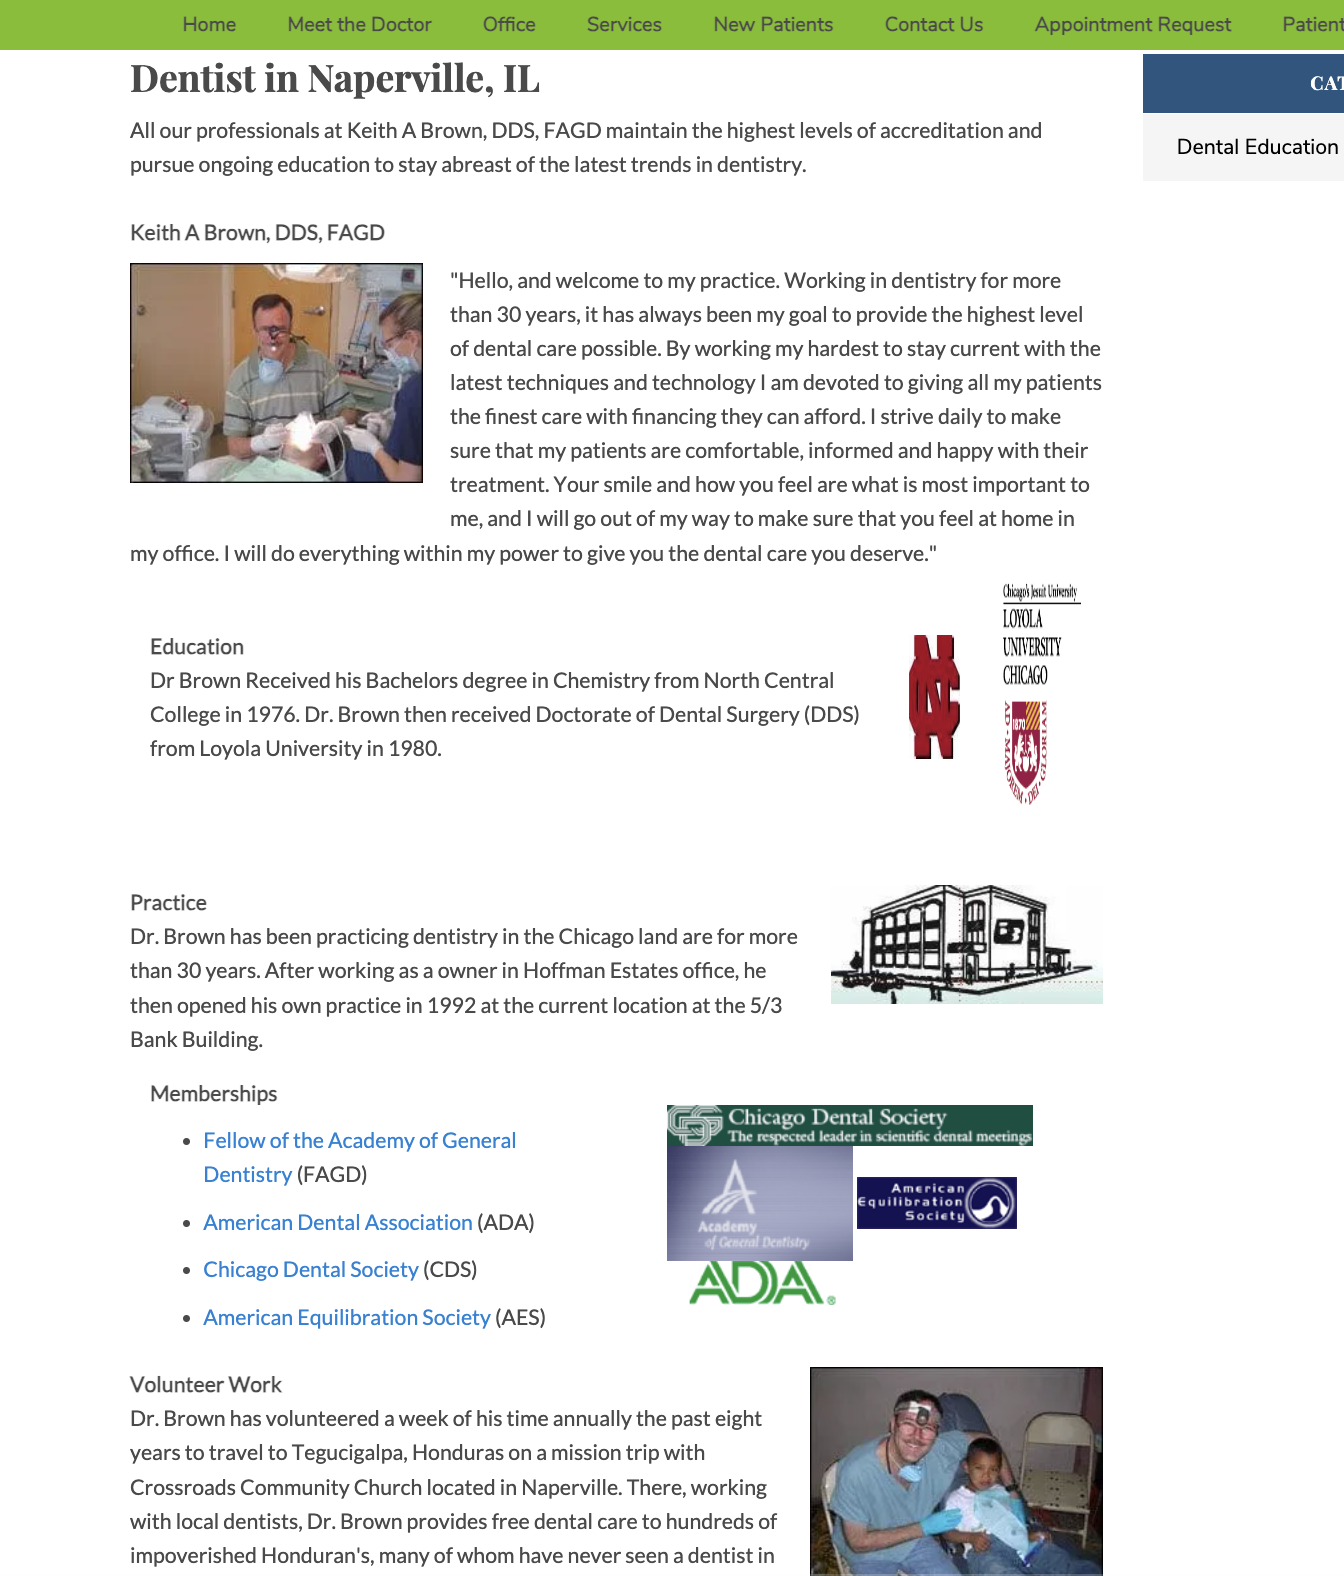 Home Meet the Doctor Office Services New Patients Contact Us Appointment Request Patient
Dentist in Naperville, IL
CAT
Dental Education
All our professionals at Keith A Brown, DDS, FAGD maintain the highest levels of accreditation and
pursue ongoing education to stay abreast of the latest trends in dentistry.
Keith A Brown, DDS, FAGD
"Hello, and welcome to my practice. Working in dentistry for more
than 30 years, it has always been my goal to provide the highest level
of dental care possible. By working my hardest to stay current with the
latest techniques and technology I am devoted to giving all my patients
the finest care with financing they can afford. I strive daily to make
sure that my patients are comfortable, informed and happy with their
treatment. Your smile and how you feel are what is most important to
me, and I will go out of my way to make sure that you feel at home in
my office. I will do everything within my power to give you the dental care you deserve."
Education
Dr Brown Received his Bachelors degree in Chemistry from North Central
College in 1976. Dr. Brown then received Doctorate of Dental Surgery (DDS)
from Loyola University in 1980.
NC
Chicago's Jesuit University
LOYOLA
UNIVERSITY
CHICAGO
1870
AD · MAJOREM · DEI · GLORIAM
Practice
Dr. Brown has been practicing dentistry in the Chicago land are for more
than 30 years. After working as a owner in Hoffman Estates office, he
then opened his own practice in 1992 at the current location at the 5/3
Bank Building.
Memberships
Fellow of the Academy of General
Dentistry (FAGD)
American Dental Association (ADA)
Chicago Dental Society (CDS)
American Equilibration Society (AES)
Chicago Dental Society
The respected leader in scientific dental meetings
Academy
of General Dentistry
American
Equilibration
Society
ADA®
Volunteer Work
Dr. Brown has volunteered a week of his time annually the past eight
years to travel to Tegucigalpa, Honduras on a mission trip with
Crossroads Community Church located in Naperville. There, working
with local dentists, Dr. Brown provides free dental care to hundreds of
impoverished Honduran's, many of whom have never seen a dentist in